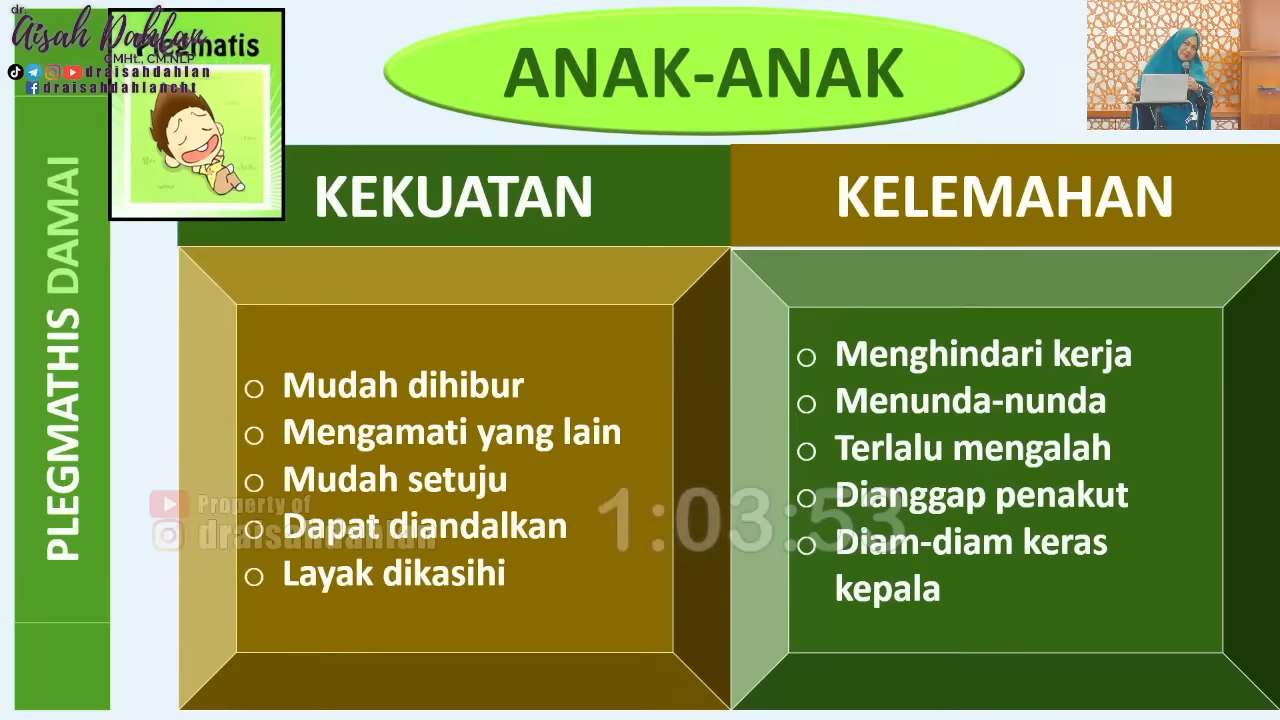 dr.
Aisah Dahlan
CMHt., CM.NLP
draisahdahlan
draisahdahlancht
ANAK-ANAK
PLEGMATHIS DAMAI
KEKUATAN
KELEMAHAN
Mudah dihibur
Mengamati yang lain
Mudah setuju
Dapat diandalkan
Layak dikasihi
Menghindari kerja
Menunda-nunda
Terlalu mengalah
Dianggap penakut
Diam-diam keras
kepala
Property of
draisahdahlan
1:03:53